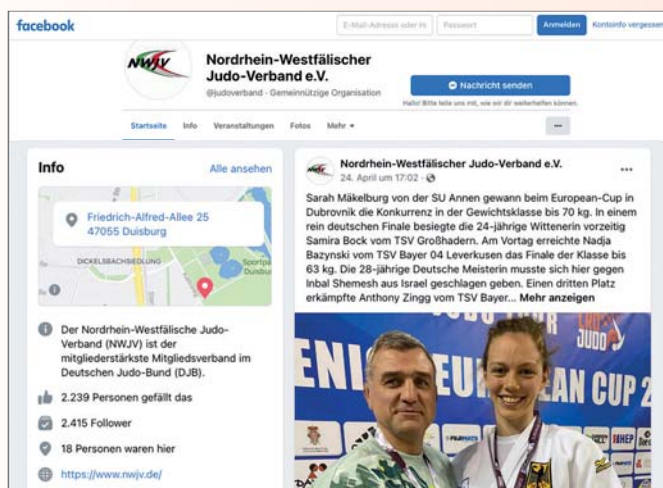 facebook
E-Mail-Adresse oder H
Passwort
Anmelden
Kontoinfo vergessen
NWJV
Nordrhein-Westfälischer
Judo-Verband e.V.
@judoverband · Gemeinnützige Organisation
Nachricht senden
Hallo! Bitte teile uns mit, wie wir dir weiterhelfen können.
Startseite Info Veranstaltungen Fotos Mehr
Info
Alle ansehen
Friedrich-Alfred-Allee 25
47055 Duisburg
DICKELSBACHSIEDLUNG
Sportpa
Duisbu
Der Nordrhein-Westfälische Judo-
Verband (NWJV) ist der
mitgliederstärkste Mitgliedsverband im
Deutschen Judo-Bund (DJB).
2.239 Personen gefällt das
2.415 Follower
18 Personen waren hier
https://www.nwjv.de/
Nordrhein-Westfälischer Judo-Verband e.V.
24. April um 17:02 ·
Sarah Mäkelburg von der SU Annen gewann beim European-Cup in
Dubrovnik die Konkurrenz in der Gewichtsklasse bis 70 kg. In einem
rein deutschen Finale besiegte die 24-jährige Wittenerin vorzeitig
Samira Bock vom TSV Großhadern. Am Vortag erreichte Nadja
Bazynski vom TSV Bayer 04 Leverkusen das Finale der Klasse bis
63 kg. Die 28-jährige Deutsche Meisterin musste sich hier gegen
Inbal Shemesh aus Israel geschlagen geben. Einen dritten Platz
erkämpfte Anthony Zingg vom TSV Bayer... Mehr anzeigen
JUDO
ENI EUR EAN CUP 2
FUJIMATS
HEP